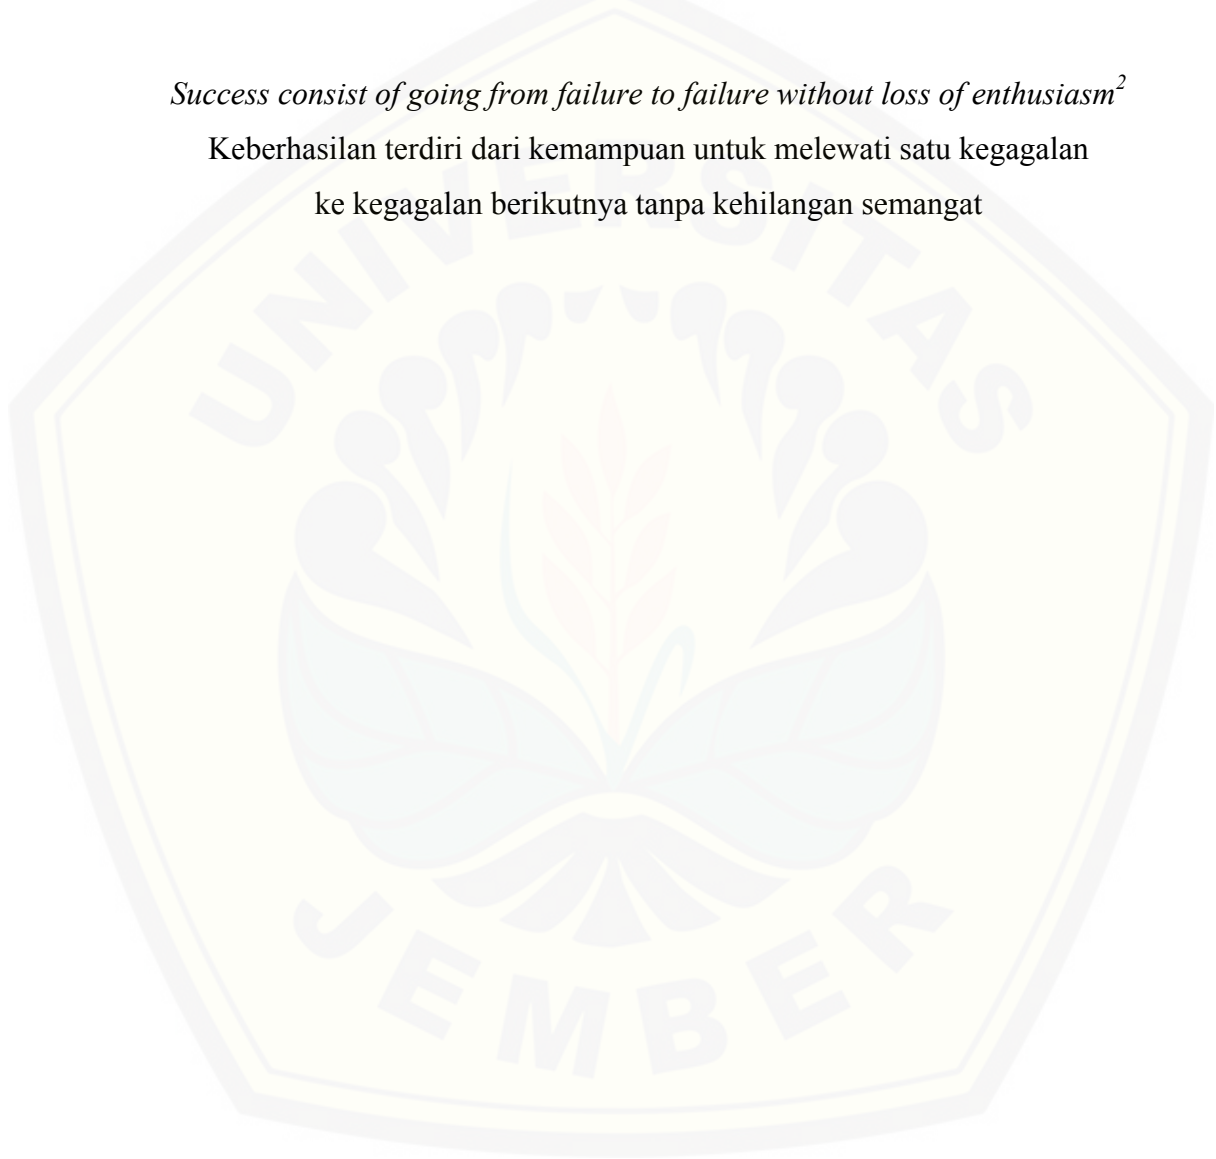 Success consist of going from failure to failure without loss of enthusiasm²
Keberhasilan terdiri dari kemampuan untuk melewati satu kegagalan
ke kegagalan berikutnya tanpa kehilangan semangat
UNIVERSITAS
JEMBER